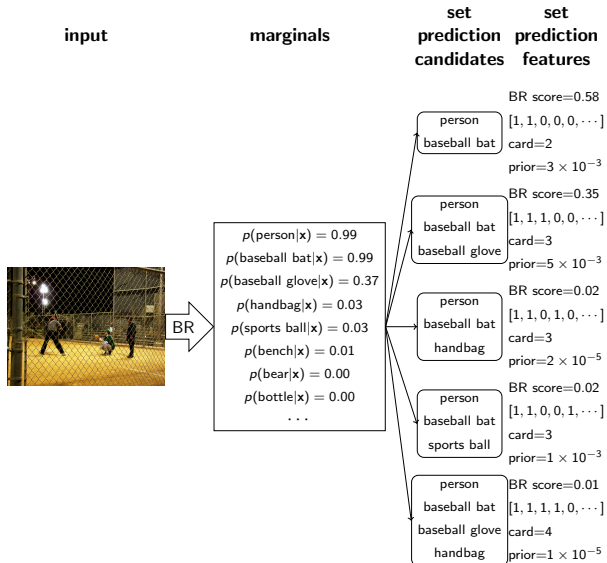 input
marginals
set
prediction
candidates
set
prediction
features
BR
p(person|x) = 0.99
p(baseball bat|x) = 0.99
p(baseball glove|x) = 0.37
p(handbag|x) = 0.03
p(sports ball|x) = 0.03
p(bench|x) = 0.01
p(bear|x) = 0.00
p(bottle|x) = 0.00
· · ·
person
baseball bat
BR score=0.58
[1, 1, 0, 0, 0, · · · ]
card=2
prior=3 × 10⁻³
person
baseball bat
baseball glove
BR score=0.35
[1, 1, 1, 0, 0, · · · ]
card=3
prior=5 × 10⁻³
person
baseball bat
handbag
BR score=0.02
[1, 1, 0, 1, 0, · · · ]
card=3
prior=2 × 10⁻⁵
person
baseball bat
sports ball
BR score=0.02
[1, 1, 0, 0, 1, · · · ]
card=3
prior=1 × 10⁻³
person
baseball bat
baseball glove
handbag
BR score=0.01
[1, 1, 1, 1, 0, · · · ]
card=4
prior=1 × 10⁻⁵